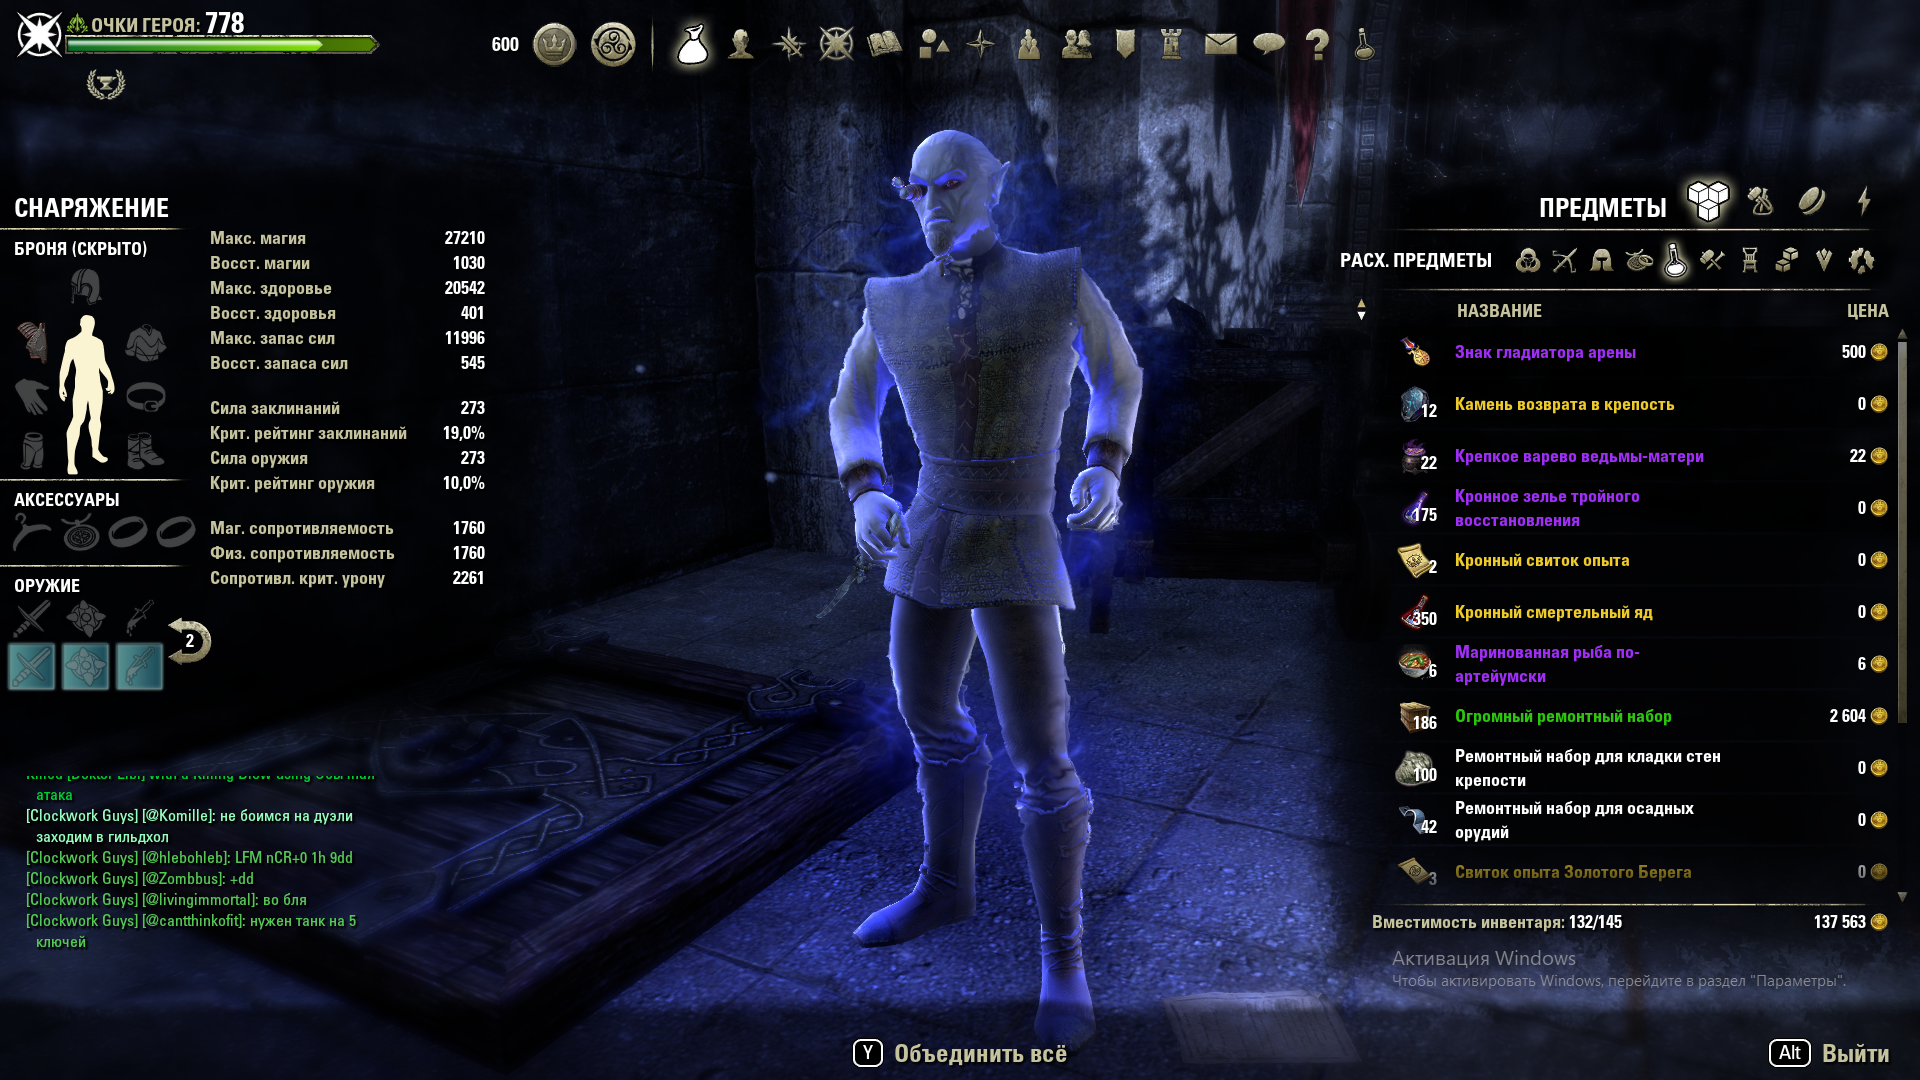 ОЧКИ ГЕРОЯ: 778
600
СНАРЯЖЕНИЕ
БРОНЯ (СКРЫТО)
АКСЕССУАРЫ
ОРУЖИЕ
2
Макс. магия 27210
Восст. магии 1030
Макс. здоровье 20542
Восст. здоровья 401
Макс. запас сил 11996
Восст. запаса сил 545
Сила заклинаний 273
Крит. рейтинг заклинаний 19,0%
Сила оружия 273
Крит. рейтинг оружия 10,0%
Маг. сопротивляемость 1760
Физ. сопротивляемость 1760
Сопротивл. крит. урону 2261
атака
[Clockwork Guys] [@Komille]: не боимся на дуэли
заходим в гильдхол
[Clockwork Guys] [@hlebohleb]: LFM nCR+0 1h 9dd
[Clockwork Guys] [@Zombbus]: +dd
[Clockwork Guys] [@livingimmortal]: во бля
[Clockwork Guys] [@cantthinkofit]: нужен танк на 5
ключей
ПРЕДМЕТЫ
РАСХ. ПРЕДМЕТЫ
НАЗВАНИЕ ЦЕНА
Знак гладиатора арены 500
12 Камень возврата в крепость 0
22 Крепкое варево ведьмы-матери 22
175 Кронное зелье тройного
восстановления 0
2 Кронный свиток опыта 0
350 Кронный смертельный яд 0
6 Маринованная рыба по-
артейумски 6
186 Огромный ремонтный набор 2 604
100 Ремонтный набор для кладки стен
крепости 0
42 Ремонтный набор для осадных
орудий 0
3 Свиток опыта Золотого Берега 0
Вместимость инвентаря: 132/145 137 563
Активация Windows
Чтобы активировать Windows, перейдите в раздел "Параметры".
Y Объединить всё
Alt Выйти